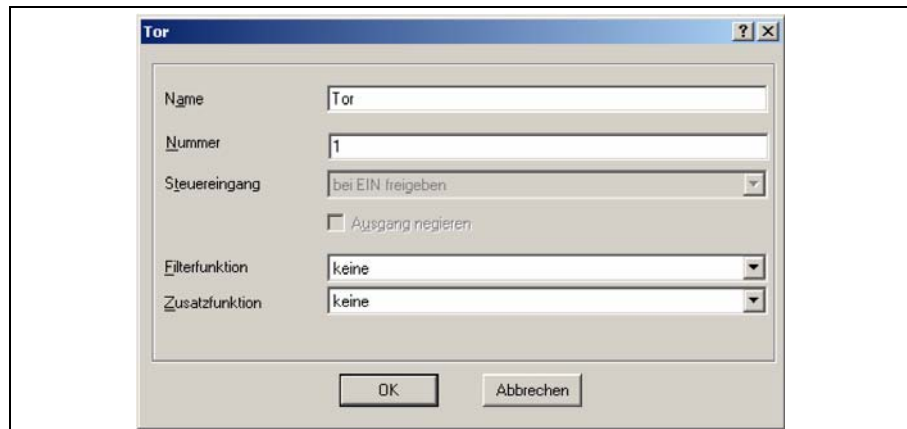 Tor
Name Tor
Nummer 1
Steuereingang bei EIN freigeben
Ausgang negieren
Filterfunktion keine
Zusatzfunktion keine
OK Abbrechen